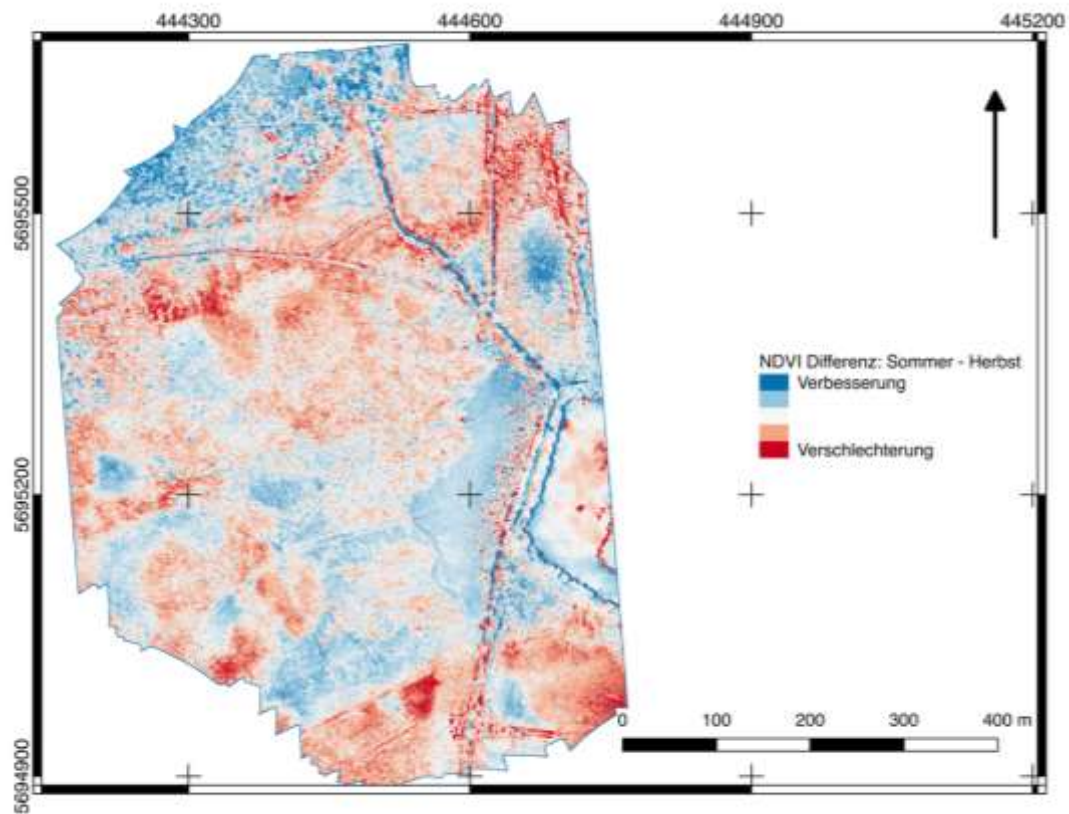 444300 444600 444900 445200
5695500
5695200
5694900
NDVI Differenz: Sommer - Herbst
Verbesserung
Verschlechterung
0 100 200 300 400 m